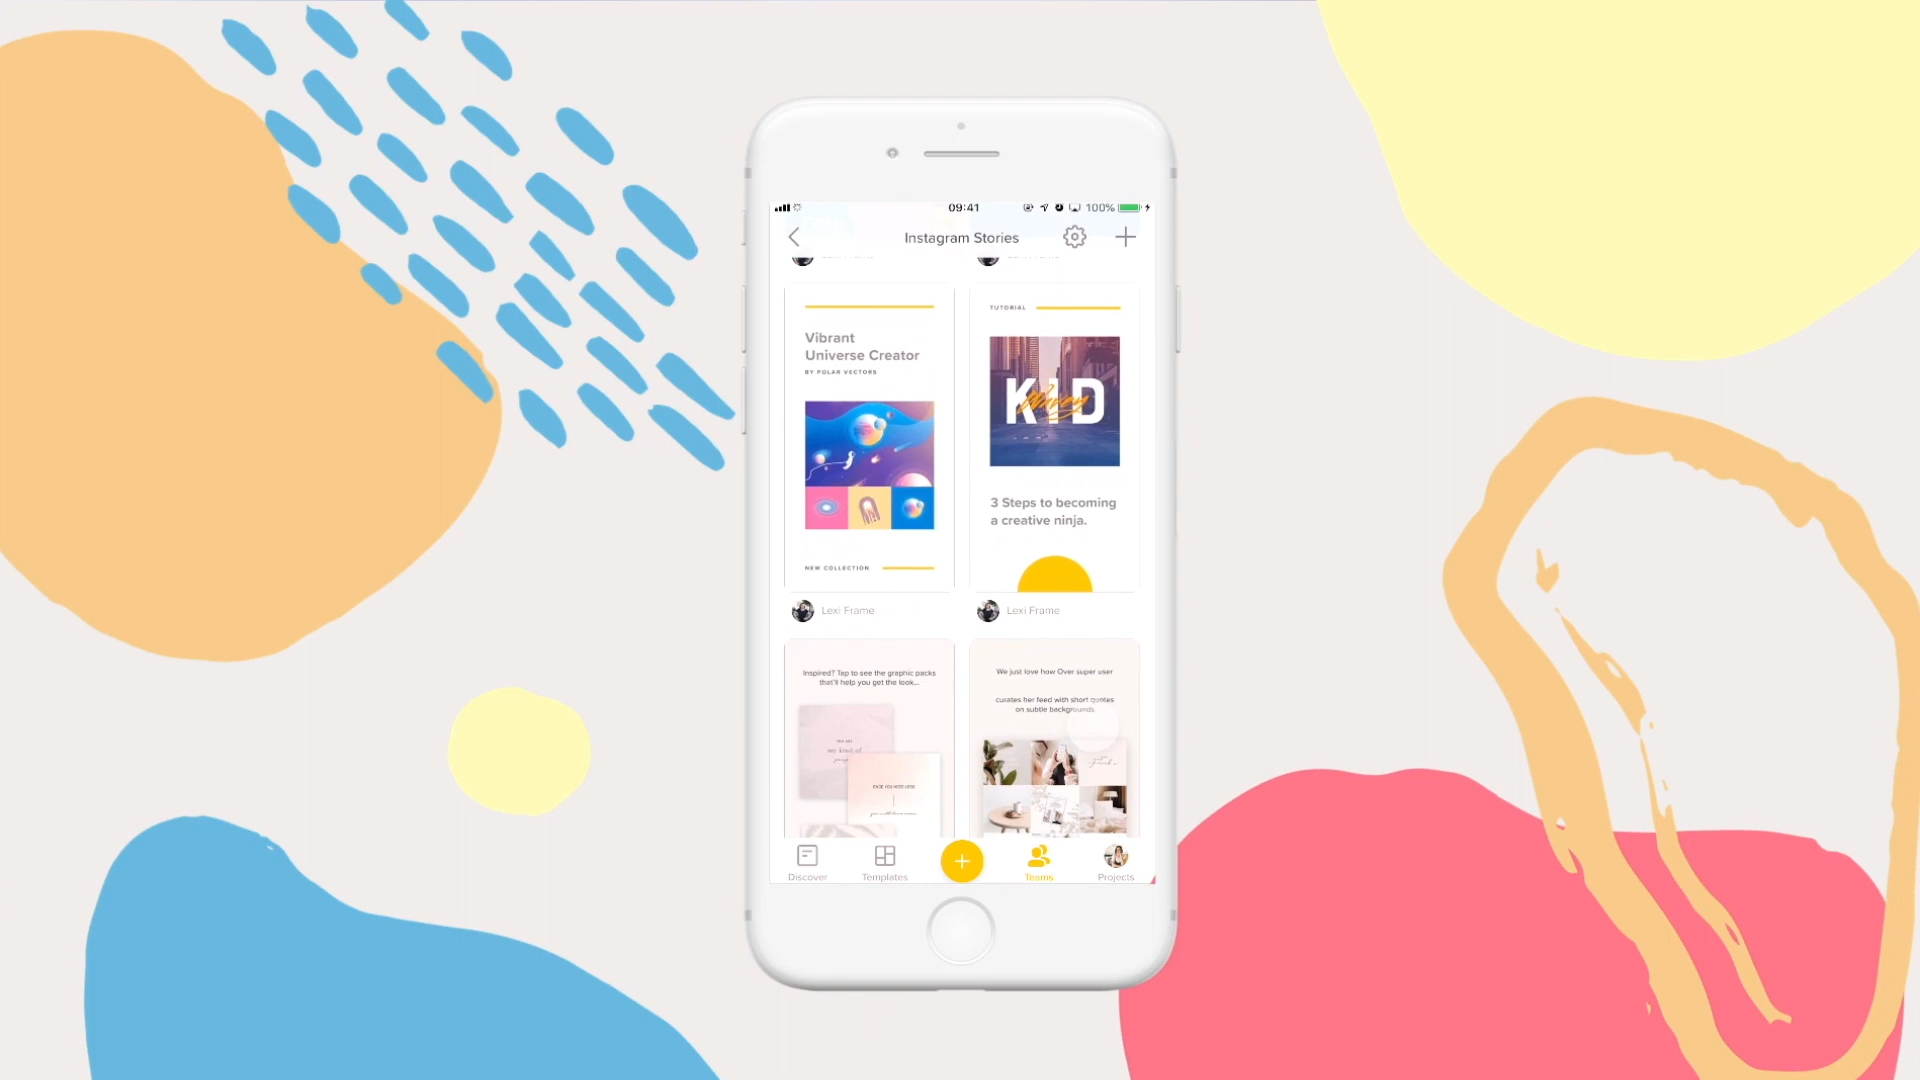 09:41
100%
Instagram Stories
Vibrant
Universe Creator
BY POLAR VECTORS
NEW COLLECTION
TUTORIAL
KID
3 Steps to becoming
a creative ninja.
Lexi Frame
Lexi Frame
Inspired? Tap to see the graphic packs
that'll help you get the look...
We just love how Over super user
curates her feed with short quotes
on subtle backgrounds.
Discover
Templates
Teams
Projects